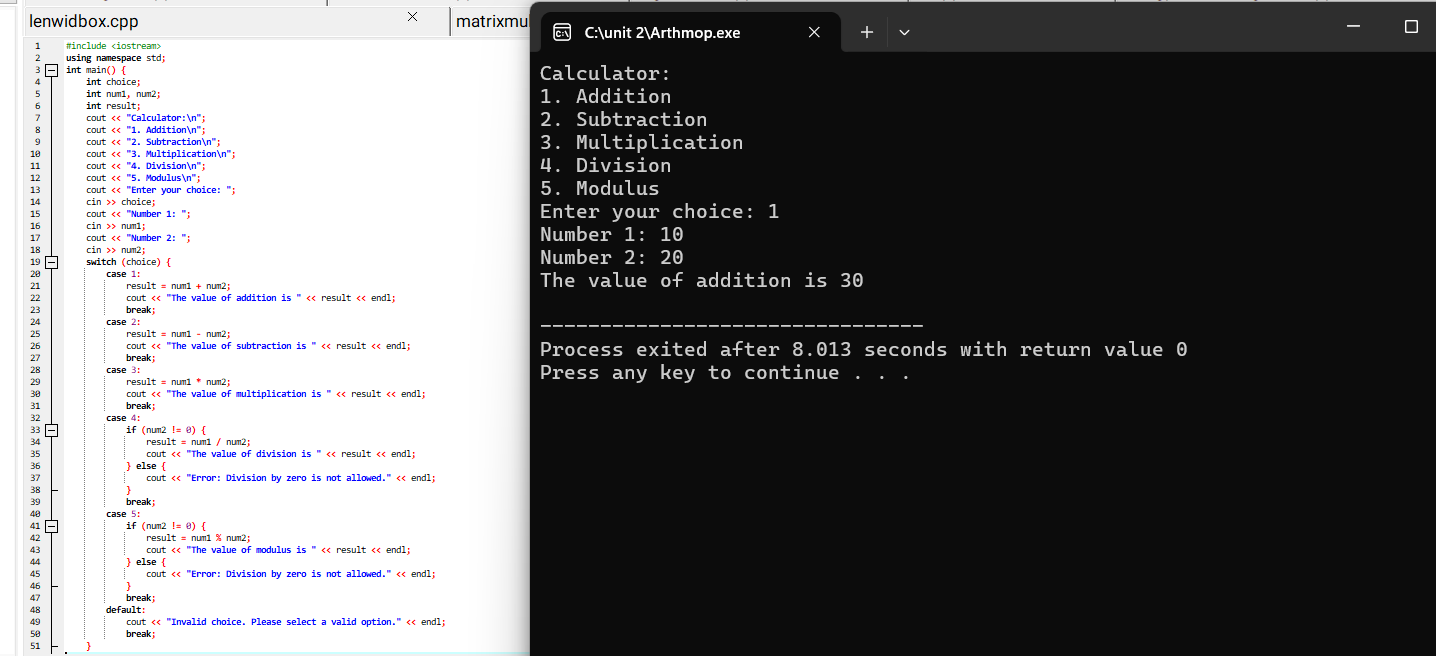 lenwidbox.cpp
matrixmu
1 #include <iostream>
2 using namespace std;
3 int main() {
4 int choice;
5 int num1, num2;
6 int result;
7 cout << "Calculator:\n";
8 cout << "1. Addition\n";
9 cout << "2. Subtraction\n";
10 cout << "3. Multiplication\n";
11 cout << "4. Division\n";
12 cout << "5. Modulus\n";
13 cout << "Enter your choice: ";
14 cin >> choice;
15 cout << "Number 1: ";
16 cin >> num1;
17 cout << "Number 2: ";
18 cin >> num2;
19 switch (choice) {
20 case 1:
21 result = num1 + num2;
22 cout << "The value of addition is " << result << endl;
23 break;
24 case 2:
25 result = num1 - num2;
26 cout << "The value of subtraction is " << result << endl;
27 break;
28 case 3:
29 result = num1 * num2;
30 cout << "The value of multiplication is " << result << endl;
31 break;
32 case 4:
33 if (num2 != 0) {
34 result = num1 / num2;
35 cout << "The value of division is " << result << endl;
36 } else {
37 cout << "Error: Division by zero is not allowed." << endl;
38 }
39 break;
40 case 5:
41 if (num2 != 0) {
42 result = num1 % num2;
43 cout << "The value of modulus is " << result << endl;
44 } else {
45 cout << "Error: Division by zero is not allowed." << endl;
46 }
47 break;
48 default:
49 cout << "Invalid choice. Please select a valid option." << endl;
50 break;
51 }
C:\unit 2\Arthmop.exe
Calculator:
1. Addition
2. Subtraction
3. Multiplication
4. Division
5. Modulus
Enter your choice: 1
Number 1: 10
Number 2: 20
The value of addition is 30
--------------------------------
Process exited after 8.013 seconds with return value 0
Press any key to continue . . .